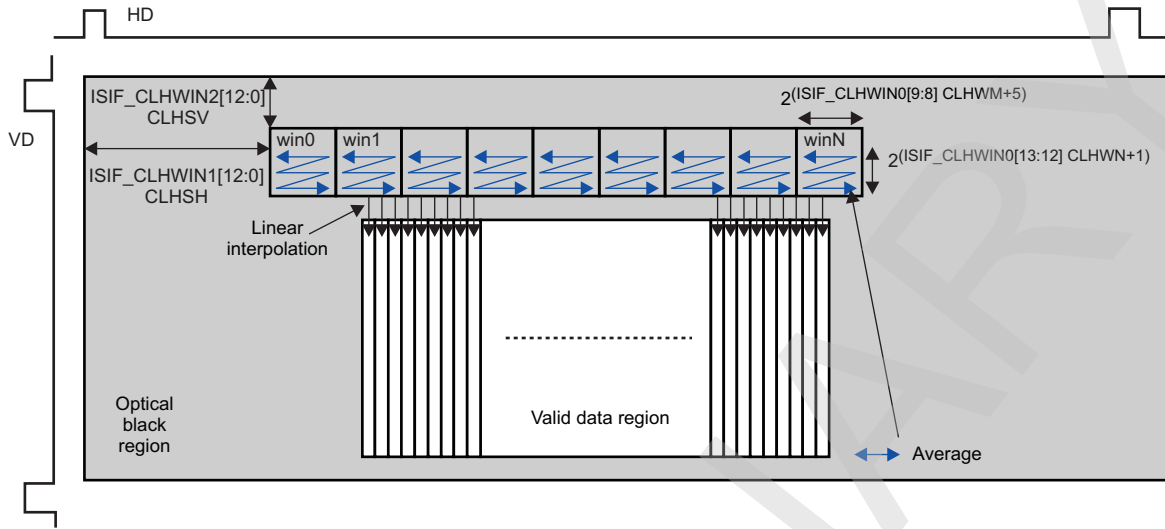 HD
VD
ISIF_CLHWIN2[12:0]
CLHSV
ISIF_CLHWIN1[12:0]
CLHSH
2(ISIF_CLHWIN0[9:8] CLHWM+5)
win0
win1
winN
2(ISIF_CLHWIN0[13:12] CLHWN+1)
Linear
interpolation
Optical
black
region
Valid data region
Average